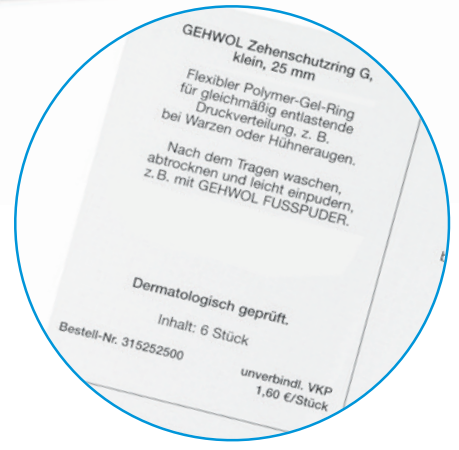 GEHWOL Zehenschutzring G,
klein, 25 mm
Flexibler Polymer-Gel-Ring
für gleichmäßig entlastende
Druckverteilung, z. B.
bei Warzen oder Hühneraugen.
Nach dem Tragen waschen,
abtrocknen und leicht einpudern,
z. B. mit GEHWOL FUSSPUDER.
Dermatologisch geprüft.
Inhalt: 6 Stück
Bestell-Nr. 315252500
unverbindl. VKP
1,60 €/Stück